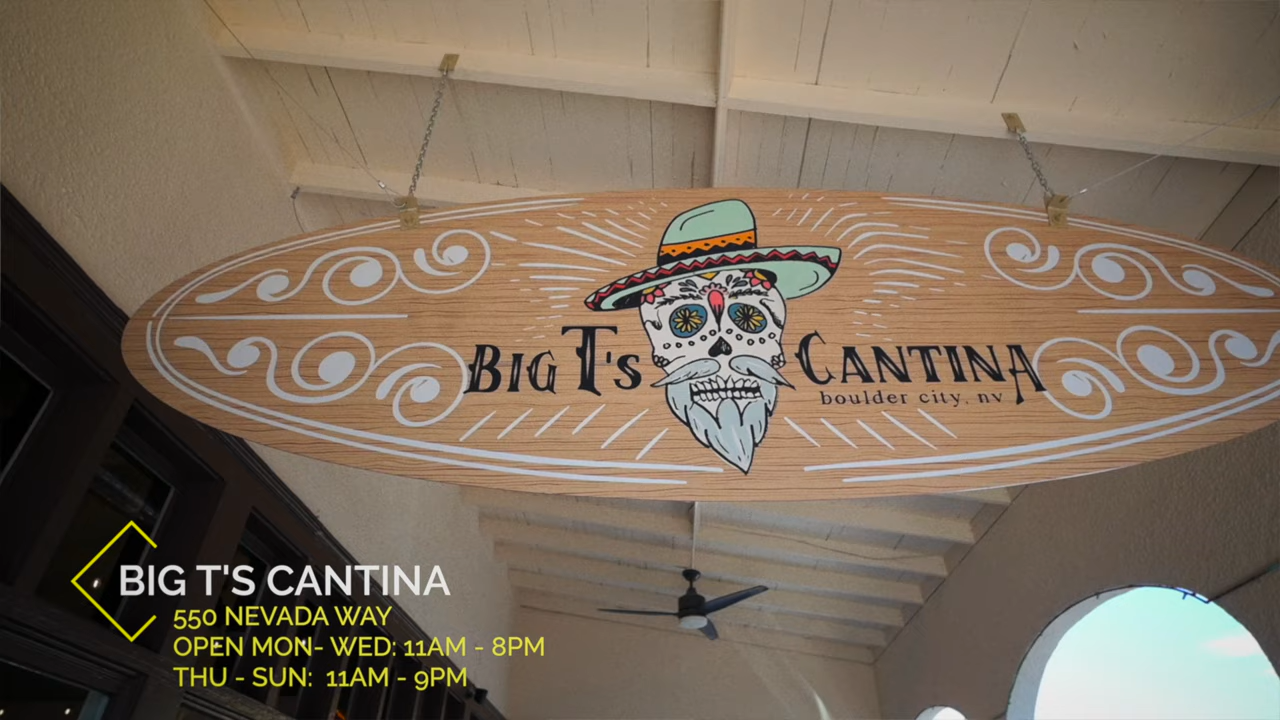 BIG T's CANTINA
boulder city, nv
BIG T'S CANTINA
550 NEVADA WAY
OPEN MON- WED: 11AM - 8PM
THU - SUN: 11AM - 9PM